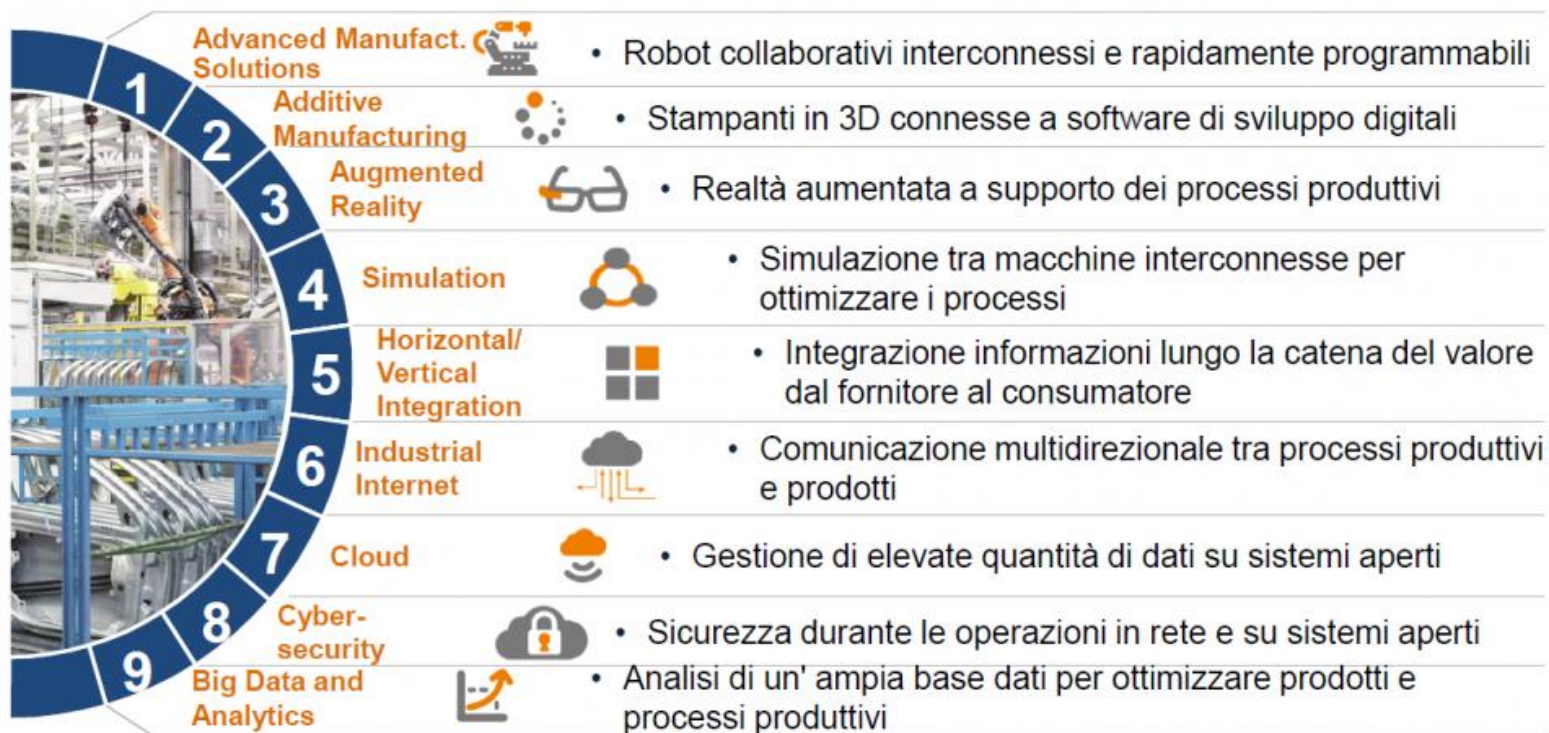 1
Advanced Manufact.
Solutions
• Robot collaborativi interconnessi e rapidamente programmabili
2
Additive
Manufacturing
• Stampanti in 3D connesse a software di sviluppo digitali
3
Augmented
Reality
• Realtà aumentata a supporto dei processi produttivi
4
Simulation
• Simulazione tra macchine interconnesse per
ottimizzare i processi
5
Horizontal/
Vertical
Integration
• Integrazione informazioni lungo la catena del valore
dal fornitore al consumatore
6
Industrial
Internet
• Comunicazione multidirezionale tra processi produttivi
e prodotti
7
Cloud
• Gestione di elevate quantità di dati su sistemi aperti
8
Cyber-
security
• Sicurezza durante le operazioni in rete e su sistemi aperti
9
Big Data and
Analytics
• Analisi di un' ampia base dati per ottimizzare prodotti e
processi produttivi